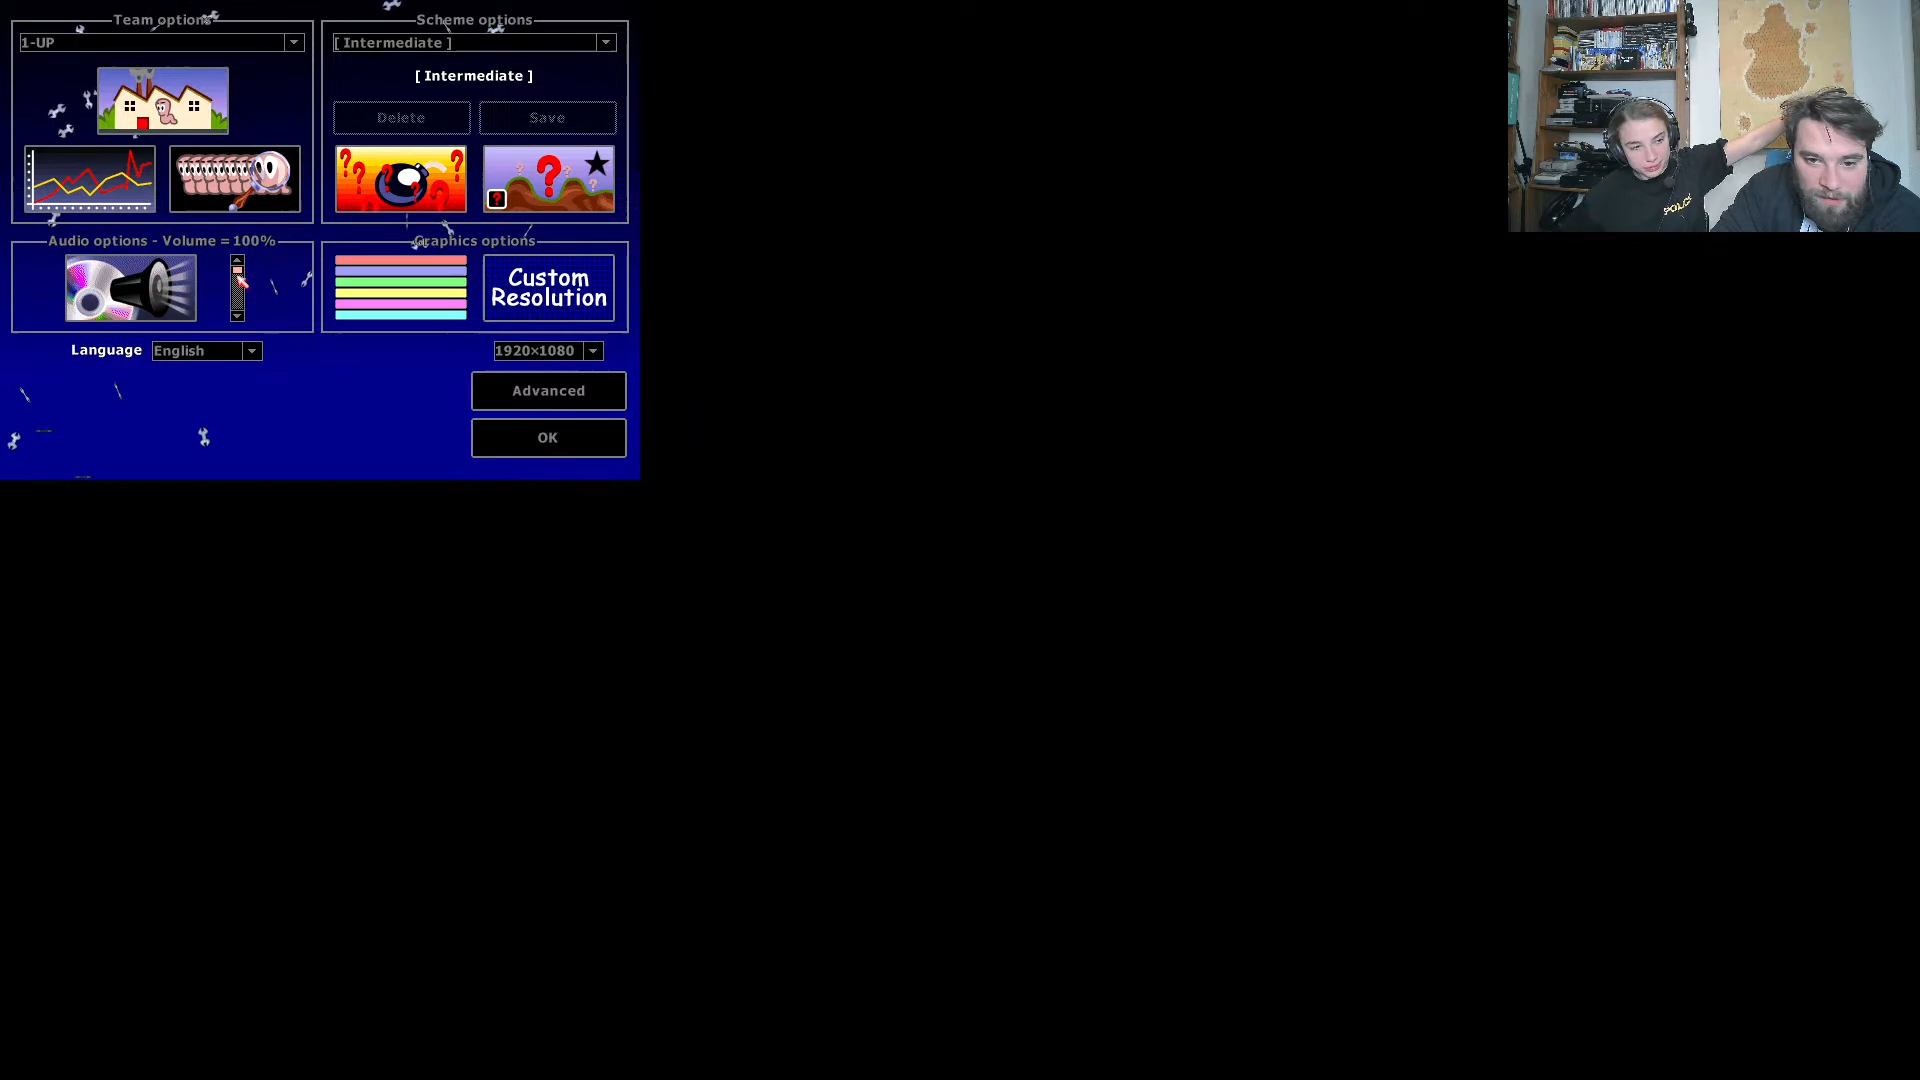 Team options
1-UP
Scheme options
[ Intermediate ]
[ Intermediate ]
Delete
Save
Audio options - Volume = 100%
Graphics options
Custom
Resolution
Language
English
1920×1080
Advanced
OK
POLICE